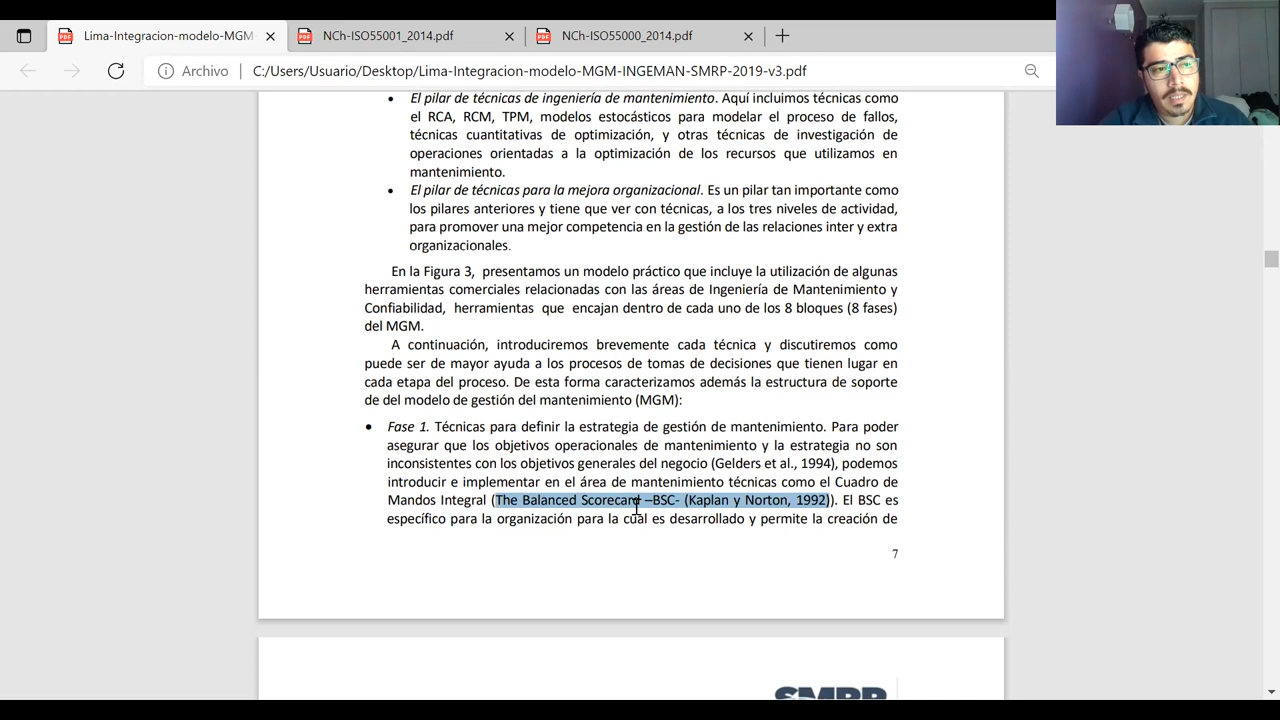 Lima-Integracion-modelo-MGM
NCh-ISO55001_2014.pdf
NCh-ISO55000_2014.pdf
Archivo
C:/Users/Usuario/Desktop/Lima-Integracion-modelo-MGM-INGEMAN-SMRP-2019-v3.pdf
• El pilar de técnicas de ingeniería de mantenimiento. Aquí incluimos técnicas como
el RCA, RCM, TPM, modelos estocásticos para modelar el proceso de fallos,
técnicas cuantitativas de optimización, y otras técnicas de investigación de
operaciones orientadas a la optimización de los recursos que utilizamos en
mantenimiento.
• El pilar de técnicas para la mejora organizacional. Es un pilar tan importante como
los pilares anteriores y tiene que ver con técnicas, a los tres niveles de actividad,
para promover una mejor competencia en la gestión de las relaciones inter y extra
organizacionales.
En la Figura 3, presentamos un modelo práctico que incluye la utilización de algunas
herramientas comerciales relacionadas con las áreas de Ingeniería de Mantenimiento y
Confiabilidad, herramientas que encajan dentro de cada uno de los 8 bloques (8 fases)
del MGM.
A continuación, introduciremos brevemente cada técnica y discutiremos como
puede ser de mayor ayuda a los procesos de tomas de decisiones que tienen lugar en
cada etapa del proceso. De esta forma caracterizamos además la estructura de soporte
de del modelo de gestión del mantenimiento (MGM):
• Fase 1. Técnicas para definir la estrategia de gestión de mantenimiento. Para poder
asegurar que los objetivos operacionales de mantenimiento y la estrategia no son
inconsistentes con los objetivos generales del negocio (Gelders et al., 1994), podemos
introducir e implementar en el área de mantenimiento técnicas como el Cuadro de
Mandos Integral (The Balanced Scorecard –BSC- (Kaplan y Norton, 1992)). El BSC es
específico para la organización para la cual es desarrollado y permite la creación de
7
SMRP